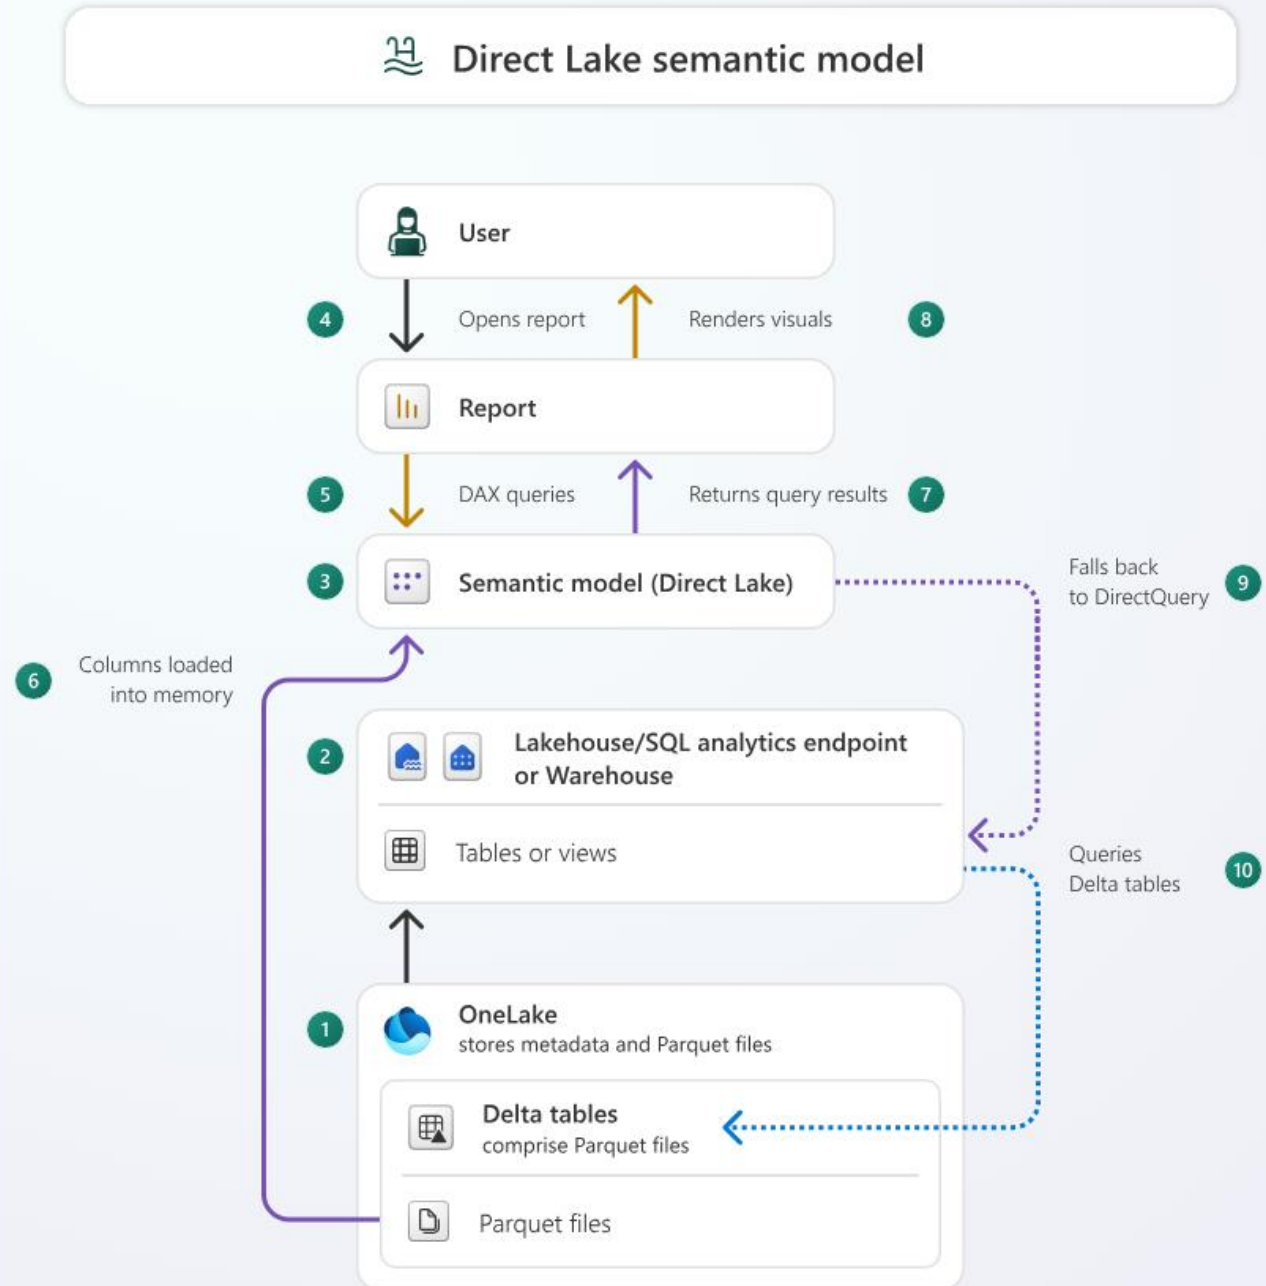 Direct Lake semantic model
User
4
Opens report
Renders visuals
8
Report
5
DAX queries
Returns query results
7
3
Semantic model (Direct Lake)
Falls back
to DirectQuery
9
6
Columns loaded
into memory
2
Lakehouse/SQL analytics endpoint
or Warehouse
Tables or views
Queries
Delta tables
10
1
OneLake
stores metadata and Parquet files
Delta tables
comprise Parquet files
Parquet files